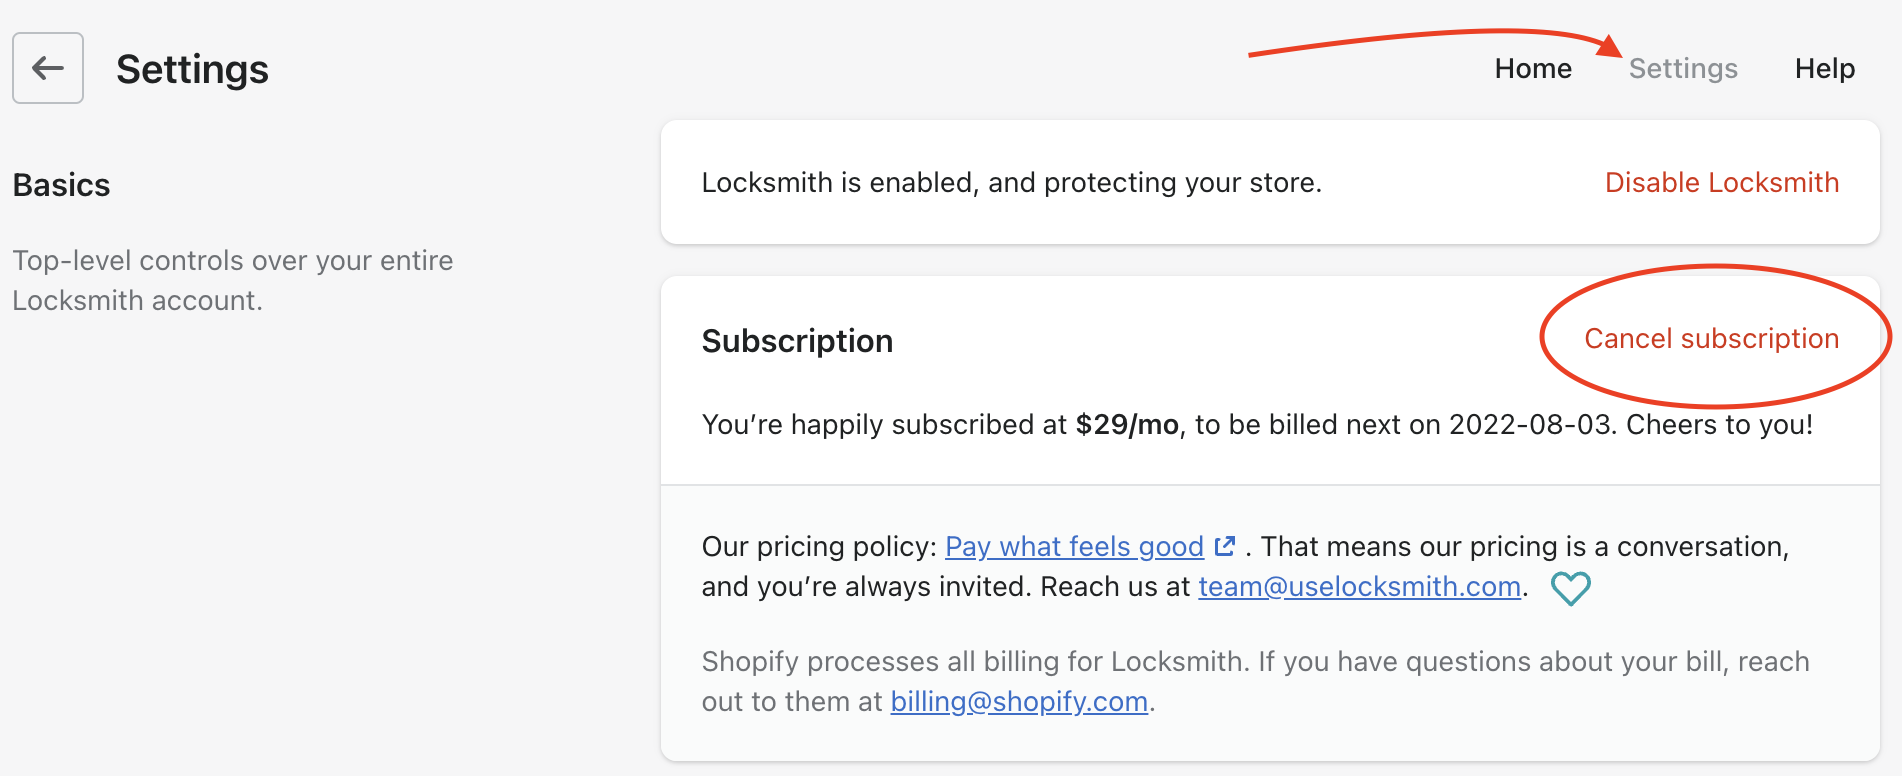 Settings
Home Settings Help
Basics
Top-level controls over your entire
Locksmith account.
Locksmith is enabled, and protecting your store. Disable Locksmith
Subscription Cancel subscription
You’re happily subscribed at $29/mo, to be billed next on 2022-08-03. Cheers to you!
Our pricing policy: Pay what feels good . That means our pricing is a conversation,
and you’re always invited. Reach us at team@uselocksmith.com.
Shopify processes all billing for Locksmith. If you have questions about your bill, reach
out to them at billing@shopify.com.